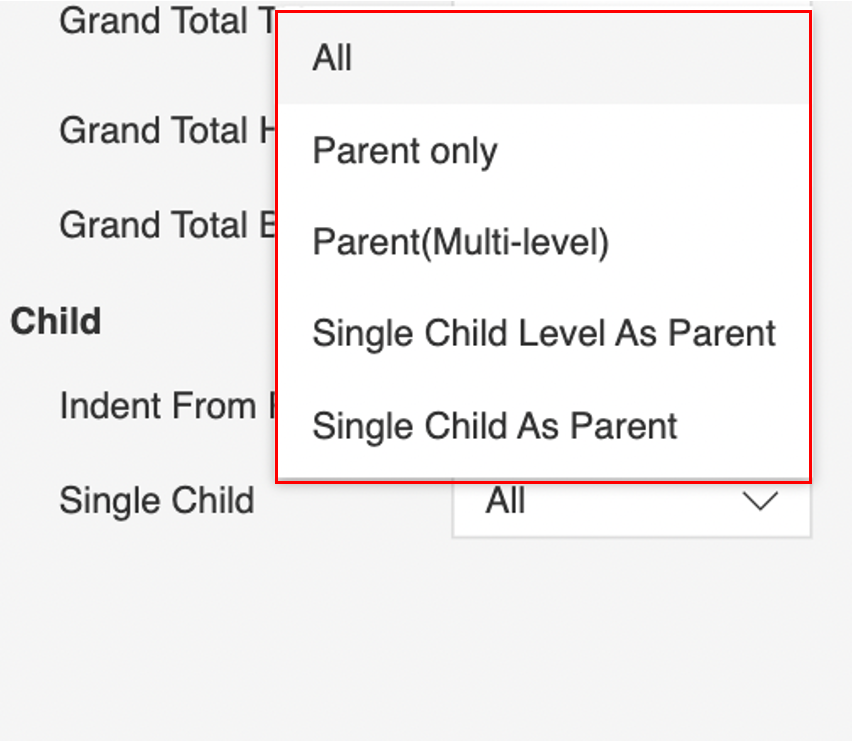 Grand Total T
All
Grand Total H
Parent only
Grand Total B
Parent(Multi-level)
Child
Single Child Level As Parent
Indent From
Single Child As Parent
Single Child
All